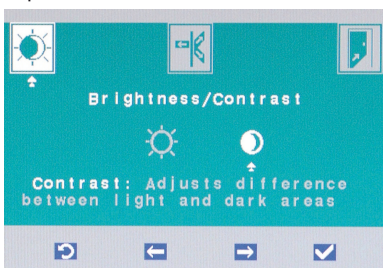 Brightness/Contrast
Contrast: Adjusts difference
between light and dark areas